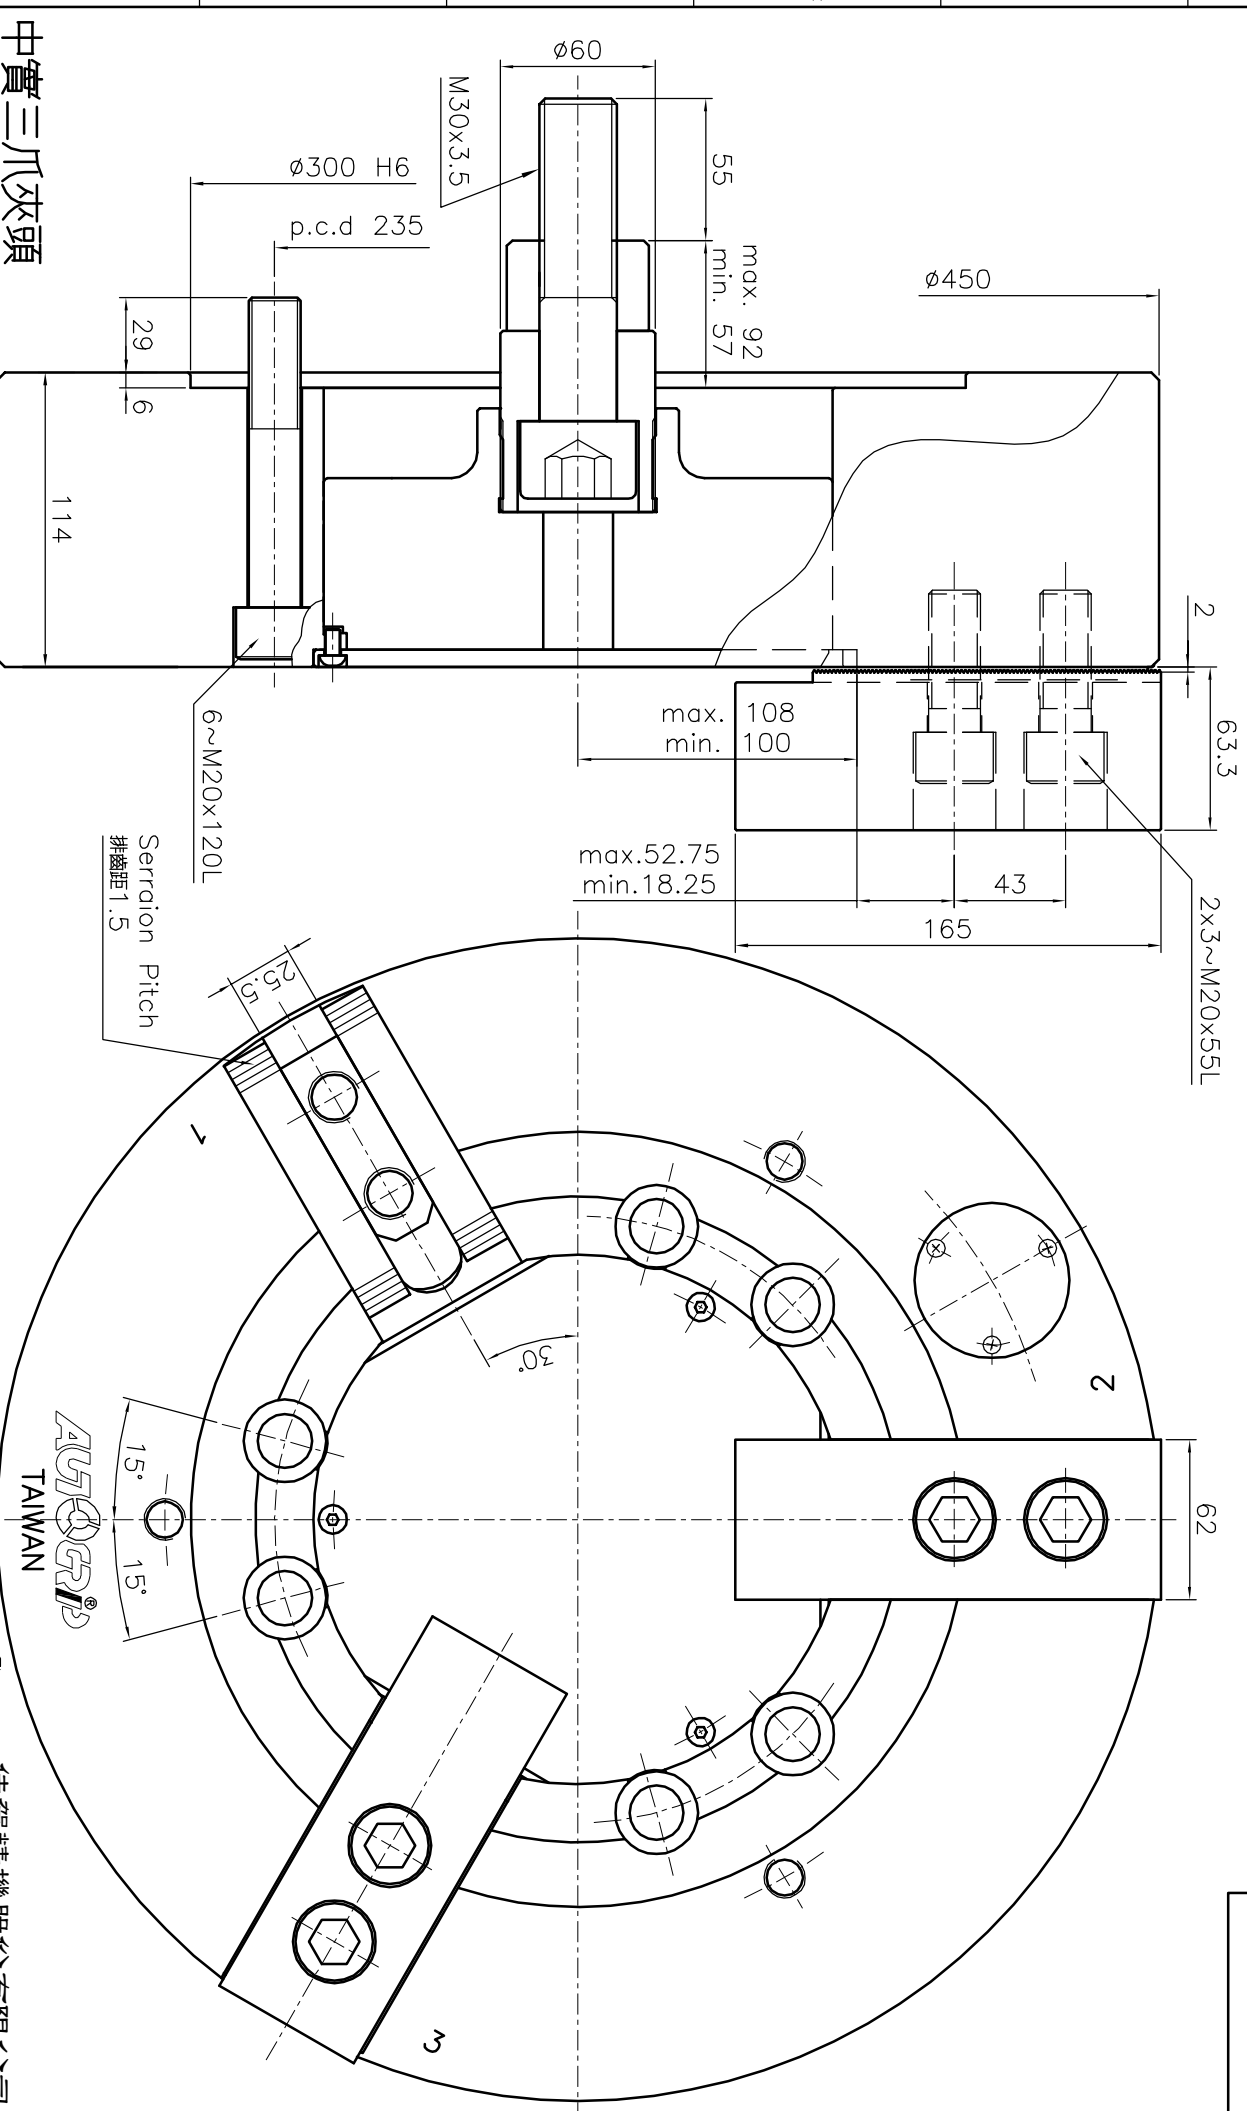 中實三爪夾頭
ø60
M30x3.5
55
ø300 H6
p.c.d 235
max. 92
min. 57
ø450
29
6
114
2
63.3
max. 108
min. 100
6~M20x120L
2x3~M20x55L
max.52.75
min.18.25
43
165
Serraion Pitch
排齒距1.5
25.5
1
2
62
30°
15°
15°
AUTOGRIP®
TAIWAN
3